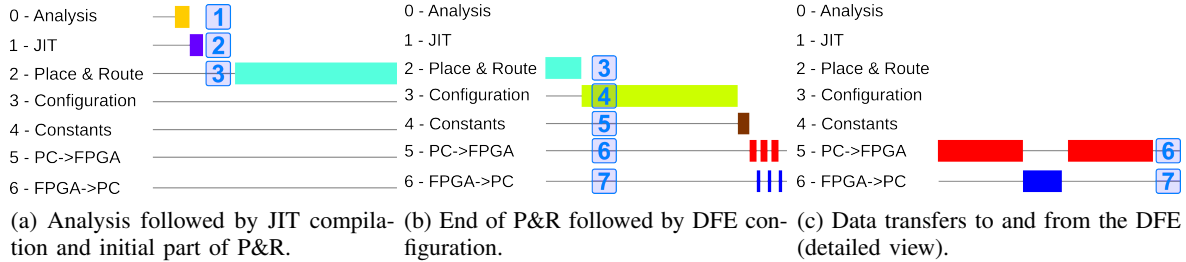 0 - Analysis
1
1 - JIT
2
2 - Place & Route
3
3 - Configuration
4 - Constants
5 - PC->FPGA
6 - FPGA->PC
(a) Analysis followed by JIT compila-
tion and initial part of P&R.
0 - Analysis
1 - JIT
2 - Place & Route
3
3 - Configuration
4
4 - Constants
5
5 - PC->FPGA
6
6 - FPGA->PC
7
(b) End of P&R followed by DFE con-
figuration.
0 - Analysis
1 - JIT
2 - Place & Route
3 - Configuration
4 - Constants
5 - PC->FPGA
6
6 - FPGA->PC
7
(c) Data transfers to and from the DFE
(detailed view).